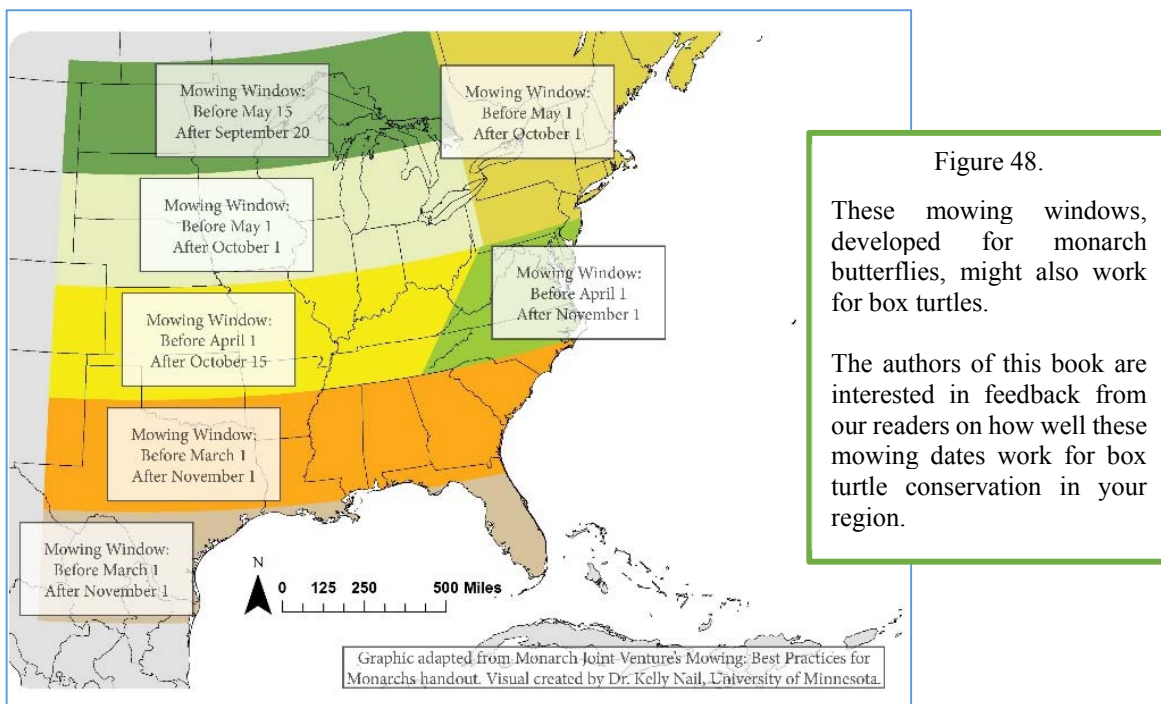 Mowing Window:
Before May 15
After September 20
Mowing Window:
Before May 1
After October 1
Mowing Window:
Before May 1
After October 1
Mowing Window:
Before April 1
After November 1
Mowing Window:
Before April 1
After October 15
Mowing Window:
Before March 1
After November 1
Mowing Window:
Before March 1
After November 1
N
0 125 250 500 Miles
Graphic adapted from Monarch Joint Venture's Mowing: Best Practices for
Monarchs handout. Visual created by Dr. Kelly Nail, University of Minnesota.
Figure 48.
These mowing windows,
developed for monarch
butterflies, might also work
for box turtles.
The authors of this book are
interested in feedback from
our readers on how well these
mowing dates work for box
turtle conservation in your
region.